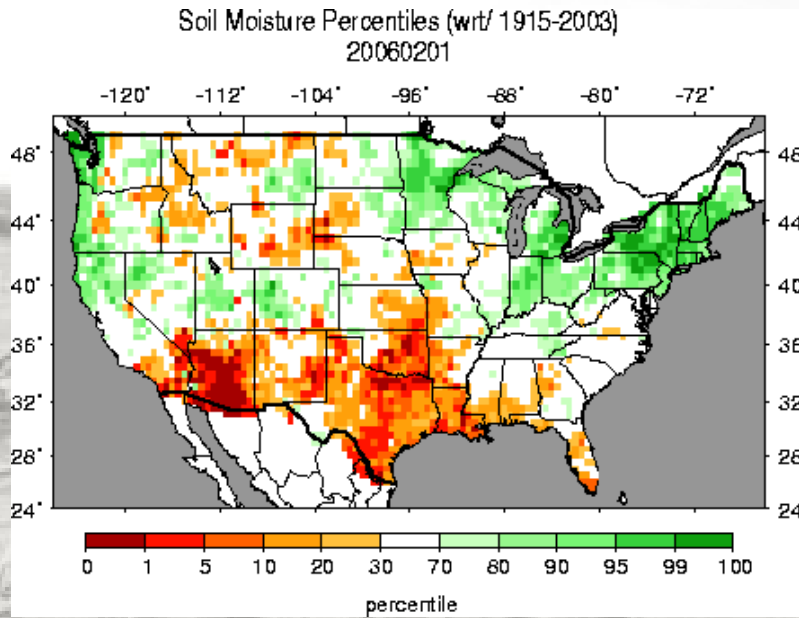 Soil Moisture Percentiles (wrt/ 1915-2003)
20060201
-120° -112° -104° -96° -88° -80° -72°
48° 48°
44° 44°
40° 40°
36° 36°
32° 32°
28° 28°
24° 24°
0 1 5 10 20 30 70 80 90 95 99 100
percentile